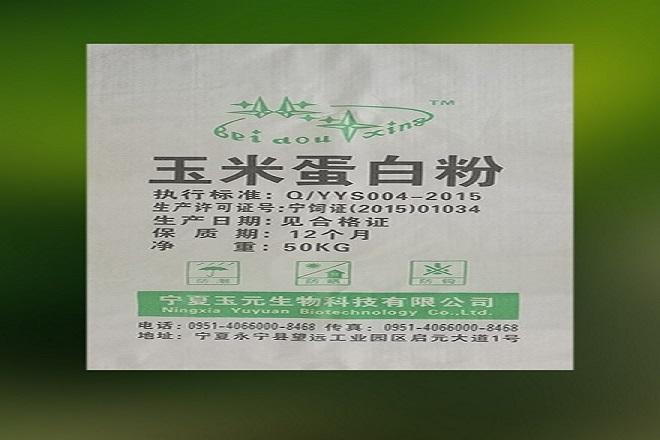 Beidou xing TM
玉米蛋白粉
执行标准: Q/YYS004-2015
生产许可证号:宁饲证(2015)01034
生产日期:见合格证
保 质 期: 12个月
净 重: 50KG
防潮 防晒 防钩
宁夏玉元生物科技有限公司
Ningxia Yuyuan Biotechnology Co.,Ltd.
电话: 0951-4066000-8468 传真: 0951-4066000-8468
地址: 宁夏永宁县望远工业园区启元大道1号